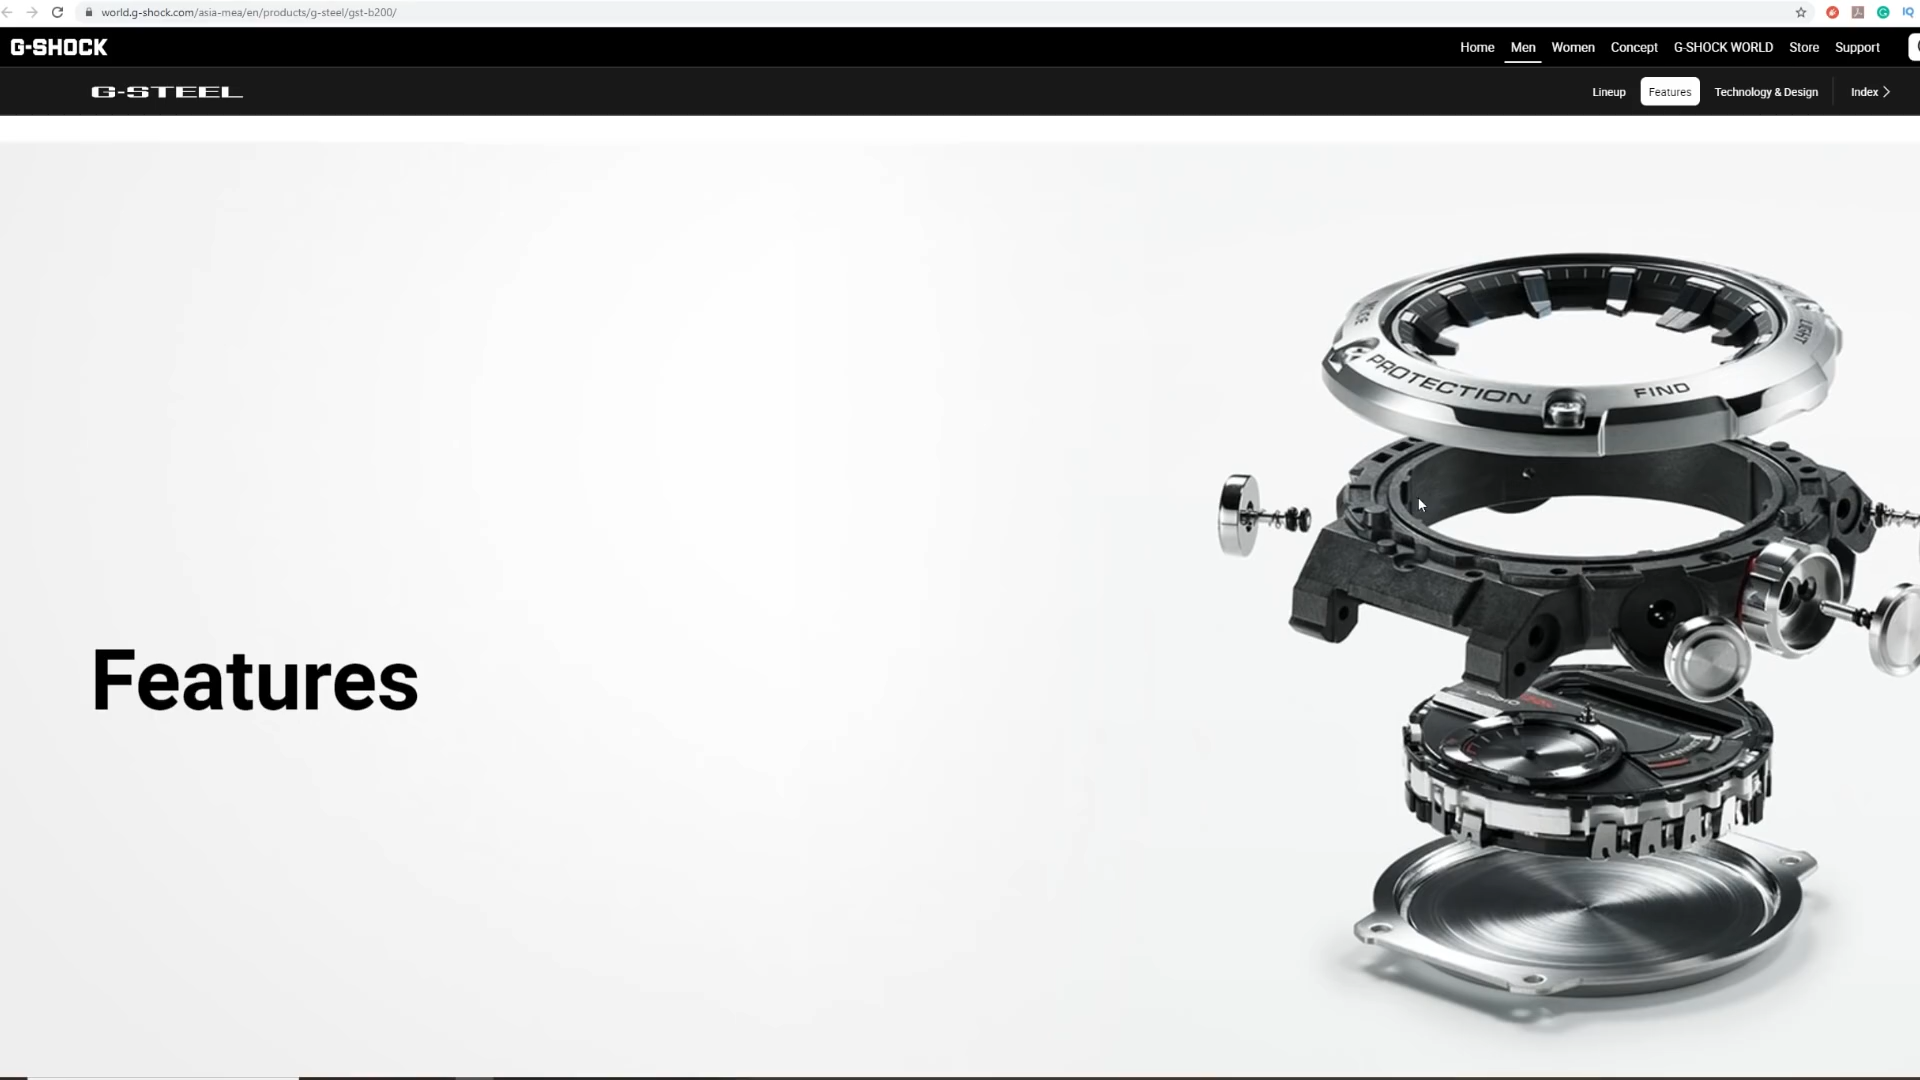 world.g-shock.com/asia-mea/en/products/g-steel/gst-b200/
IQ
G-SHOCK
Home Men Women Concept G-SHOCK WORLD Store Support
G-STEEL
Lineup Features Technology & Design Index
LIGHT
PROTECTION FIND
Features